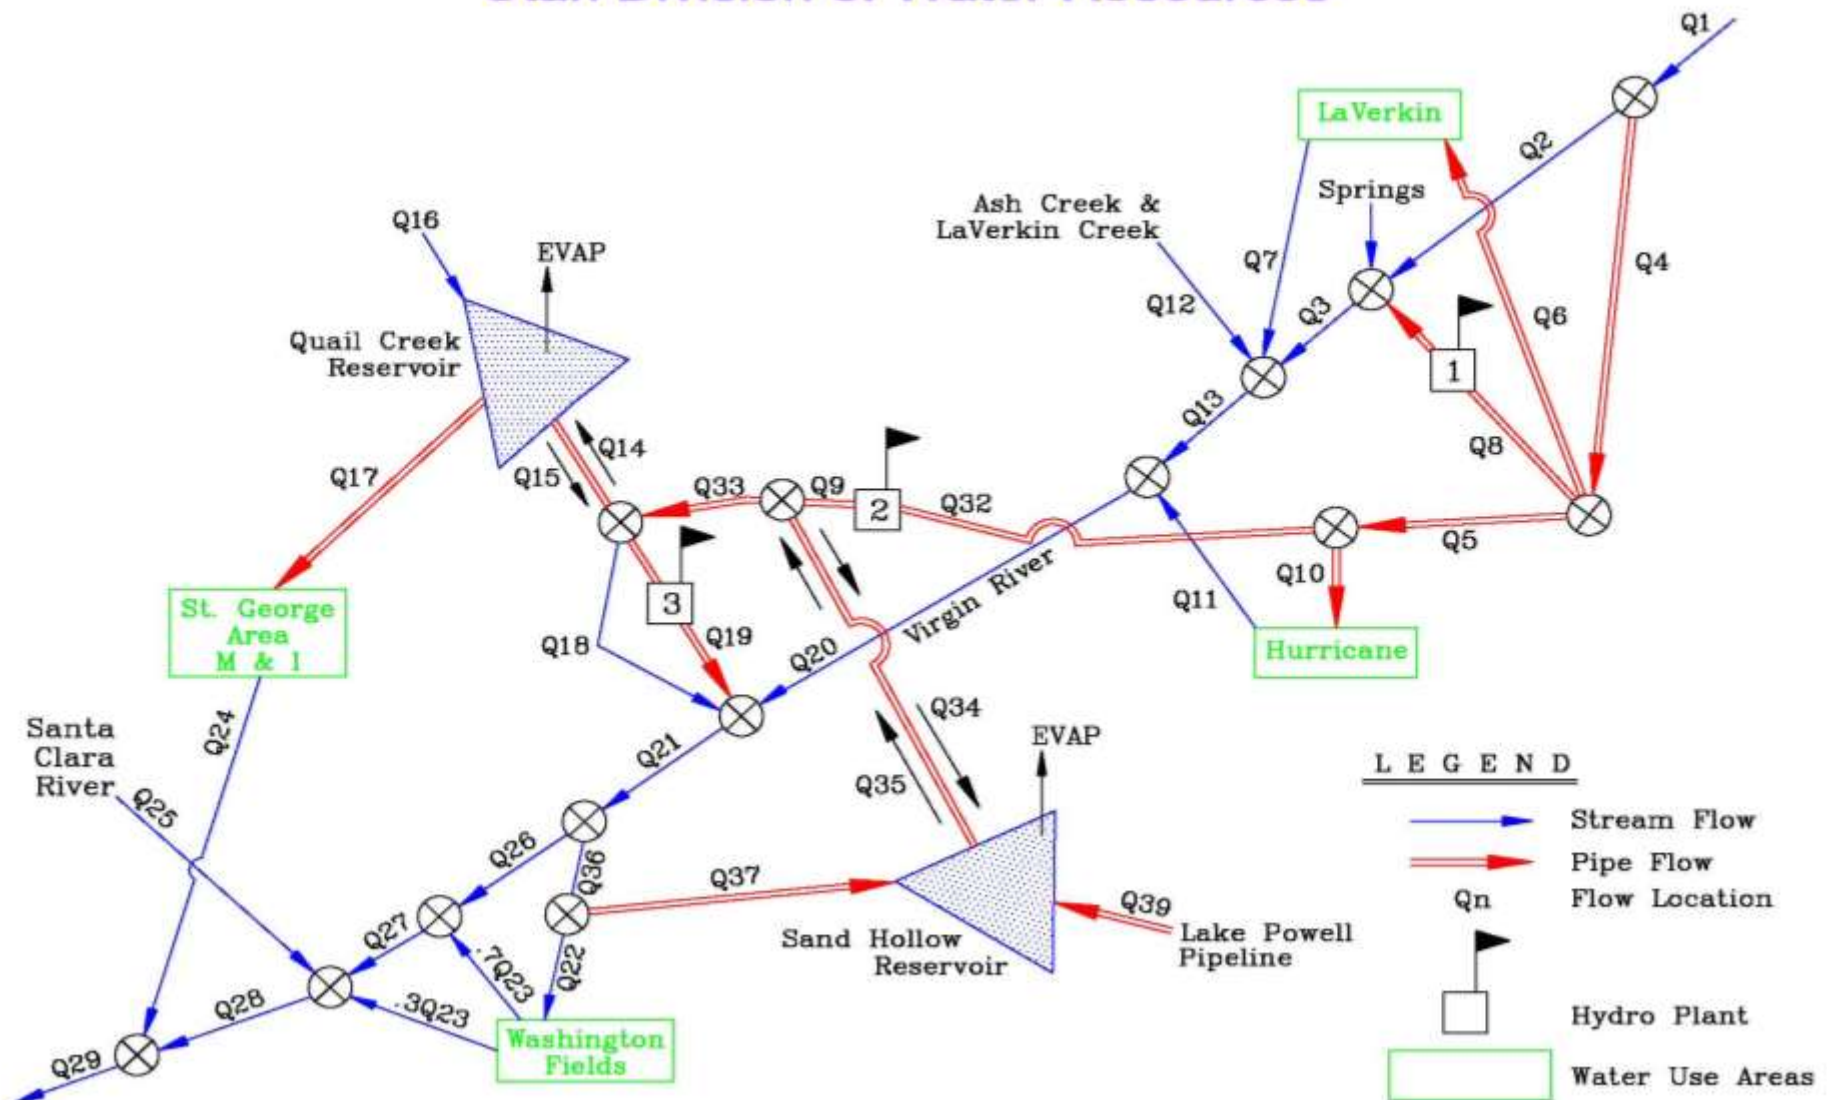 Q1
LaVerkin
Q2
Springs
Ash Creek &
LaVerkin Creek
Q16
EVAP
Q7
Q4
Q12
Q3
Q6
Quail Creek
Reservoir
1
Q13
Q8
Q14
Q15
Q17
Q33
Q9
2
Q32
Q5
Q10
Q11
Virgin River
3
St. George
Area
M & I
Q18
Q19
Q20
Hurricane
Q24
Santa
Clara
River
Q25
Q21
Q34
EVAP
Q35
L E G E N D
Stream Flow
Pipe Flow
Qn
Flow Location
Q26
Q36
Q37
Q39
Lake Powell
Pipeline
Sand Hollow
Reservoir
Q27
.7Q23
Q22
Q28
.3Q23
Washington
Fields
Hydro Plant
Q29
Water Use Areas